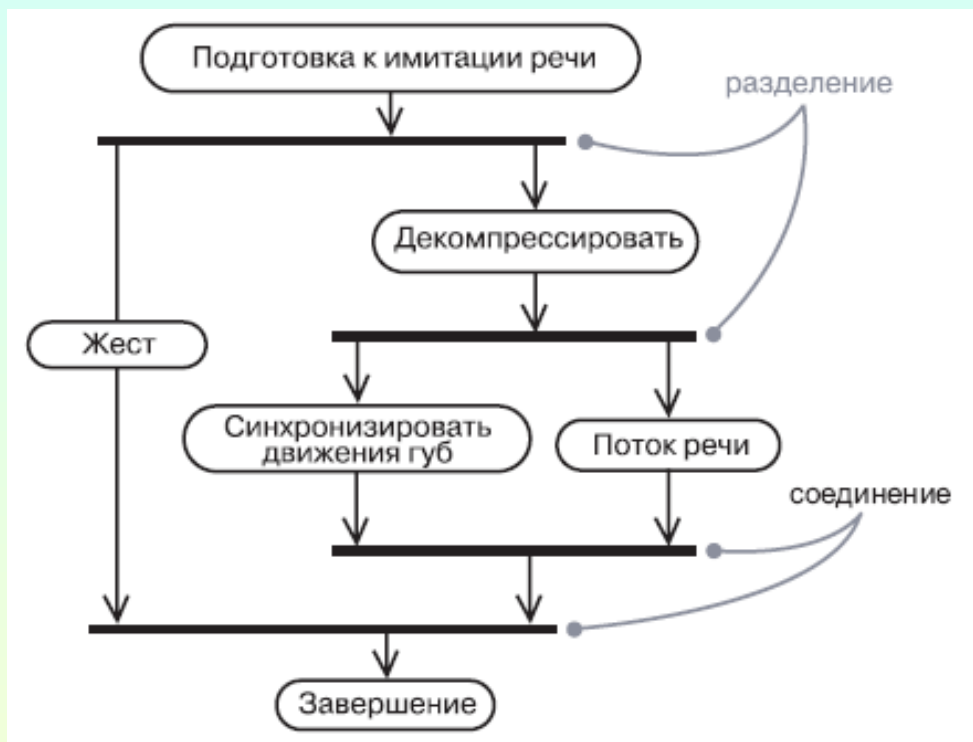 Подготовка к имитации речи
разделение
Декомпрессировать
Жест
Синхронизировать
движения губ
Поток речи
соединение
Завершение